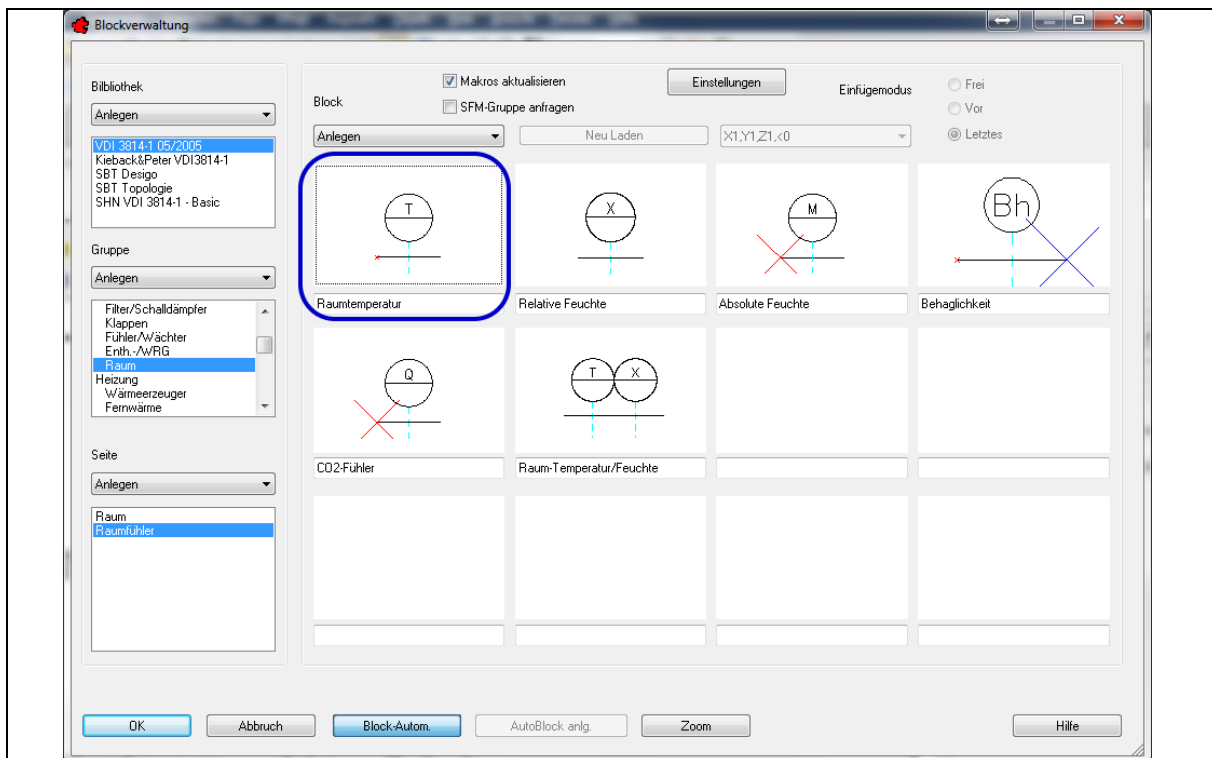 Blockverwaltung
Bibliothek
Anlegen
VDI 3814-1 05/2005
Kieback&Peter VDI3814-1
SBT Desigo
SBT Topologie
SHN VDI 3814-1 - Basic
Gruppe
Anlegen
Filter/Schalldämpfer
Klappen
Fühler/Wächter
Enth.-/WRG
Raum
Heizung
Wärmeerzeuger
Fernwärme
Seite
Anlegen
Raum
Raumfühler
Block
Makros aktualisieren
SFM-Gruppe anfragen
Einstellungen
Einfügemodus
Frei
Vor
Letztes
Anlegen
Neu Laden
X1,Y1,Z1,<0
T
X
M
Bh
Raumtemperatur
Relative Feuchte
Absolute Feuchte
Behaglichkeit
Q
T X
CO2-Fühler
Raum-Temperatur/Feuchte
OK
Abbruch
Block-Autom.
AutoBlock anlg.
Zoom
Hilfe